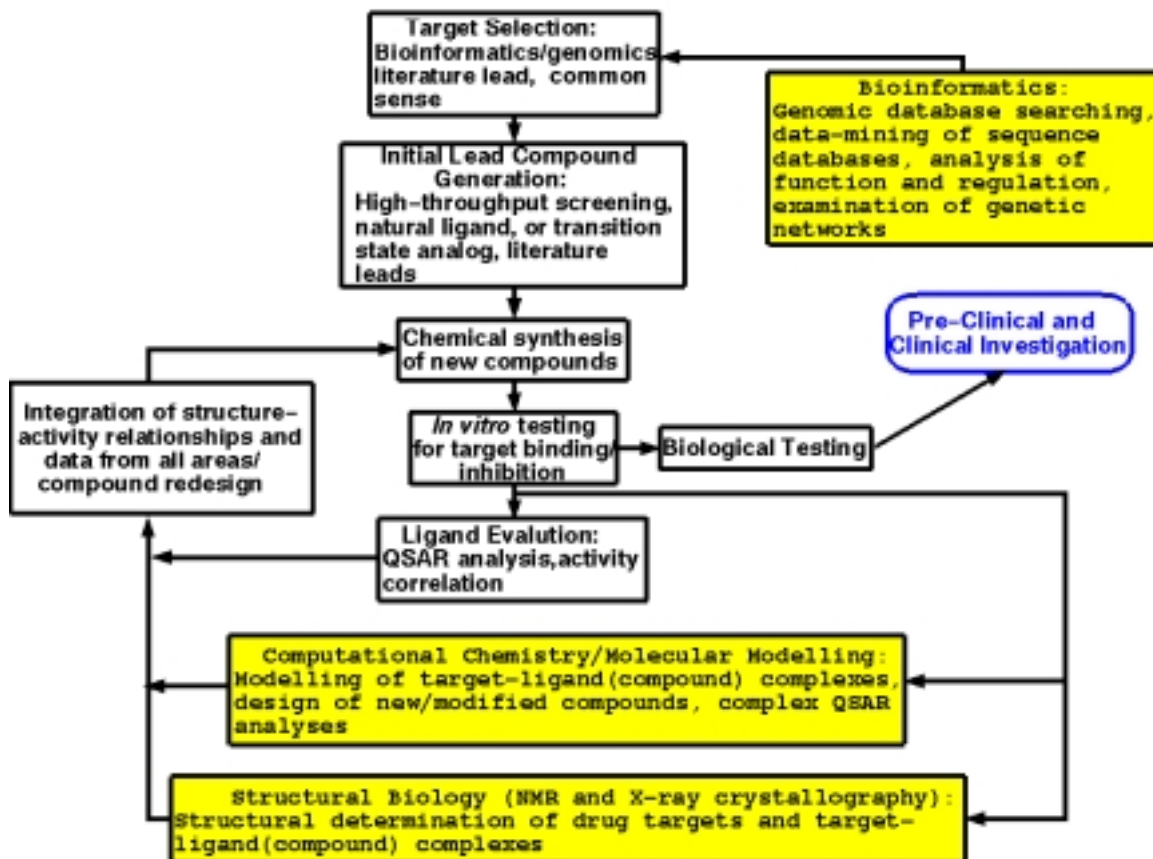 Target Selection:
Bioinformatics/genomics
literature lead, common
sense
Bioinformatics:
Genomic database searching,
data-mining of sequence
databases, analysis of
function and regulation,
examination of genetic
networks
Initial Lead Compound
Generation:
High-throughput screening,
natural ligand, or transition
state analog, literature
leads
Pre-Clinical and
Clinical Investigation
Chemical synthesis
of new compounds
Integration of structure-
activity relationships and
data from all areas/
compound redesign
In vitro testing
for target binding/
inhibition
Biological Testing
Ligand Evalution:
QSAR analysis,activity
correlation
Computational Chemistry/Molecular Modelling:
Modelling of target-ligand(compound) complexes,
design of new/modified compounds, complex QSAR
analyses
Structural Biology (NMR and X-ray crystallography):
Structural determination of drug targets and target-
ligand(compound) complexes